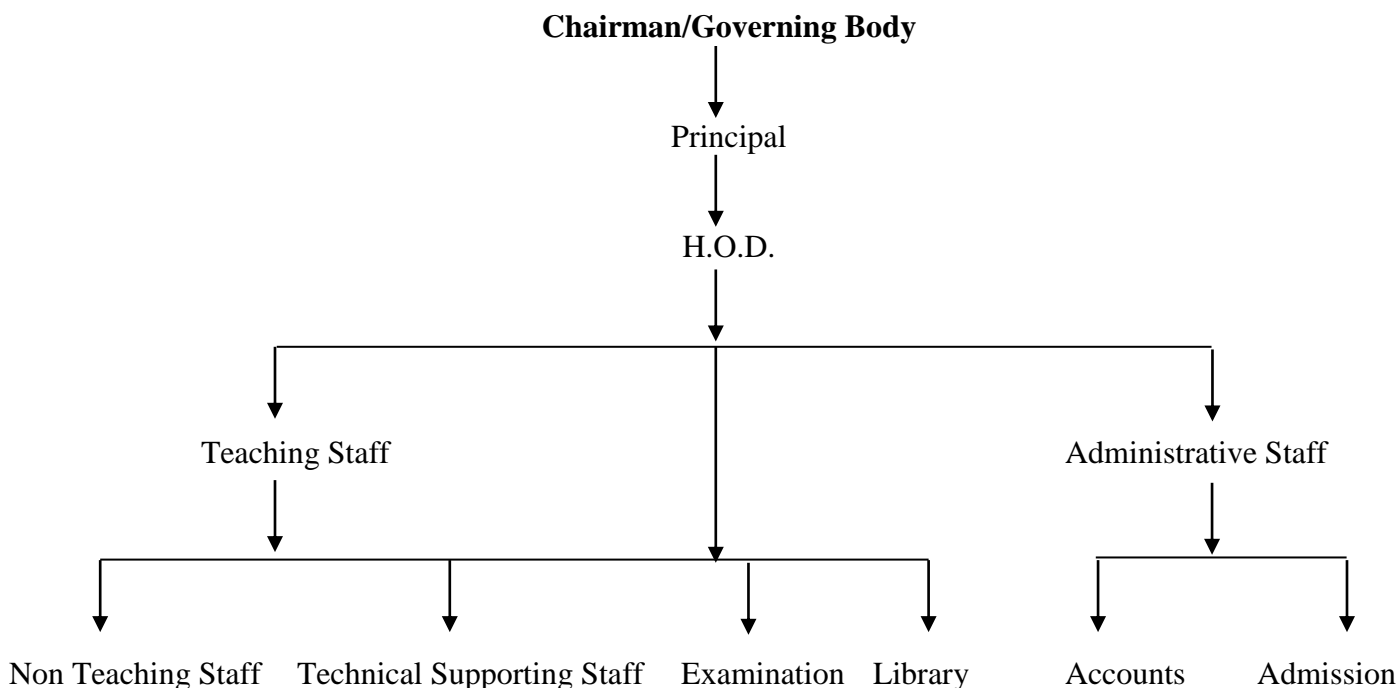 Chairman/Governing Body
Principal
H.O.D.
Teaching Staff Administrative Staff
Non Teaching Staff Technical Supporting Staff Examination Library Accounts Admission